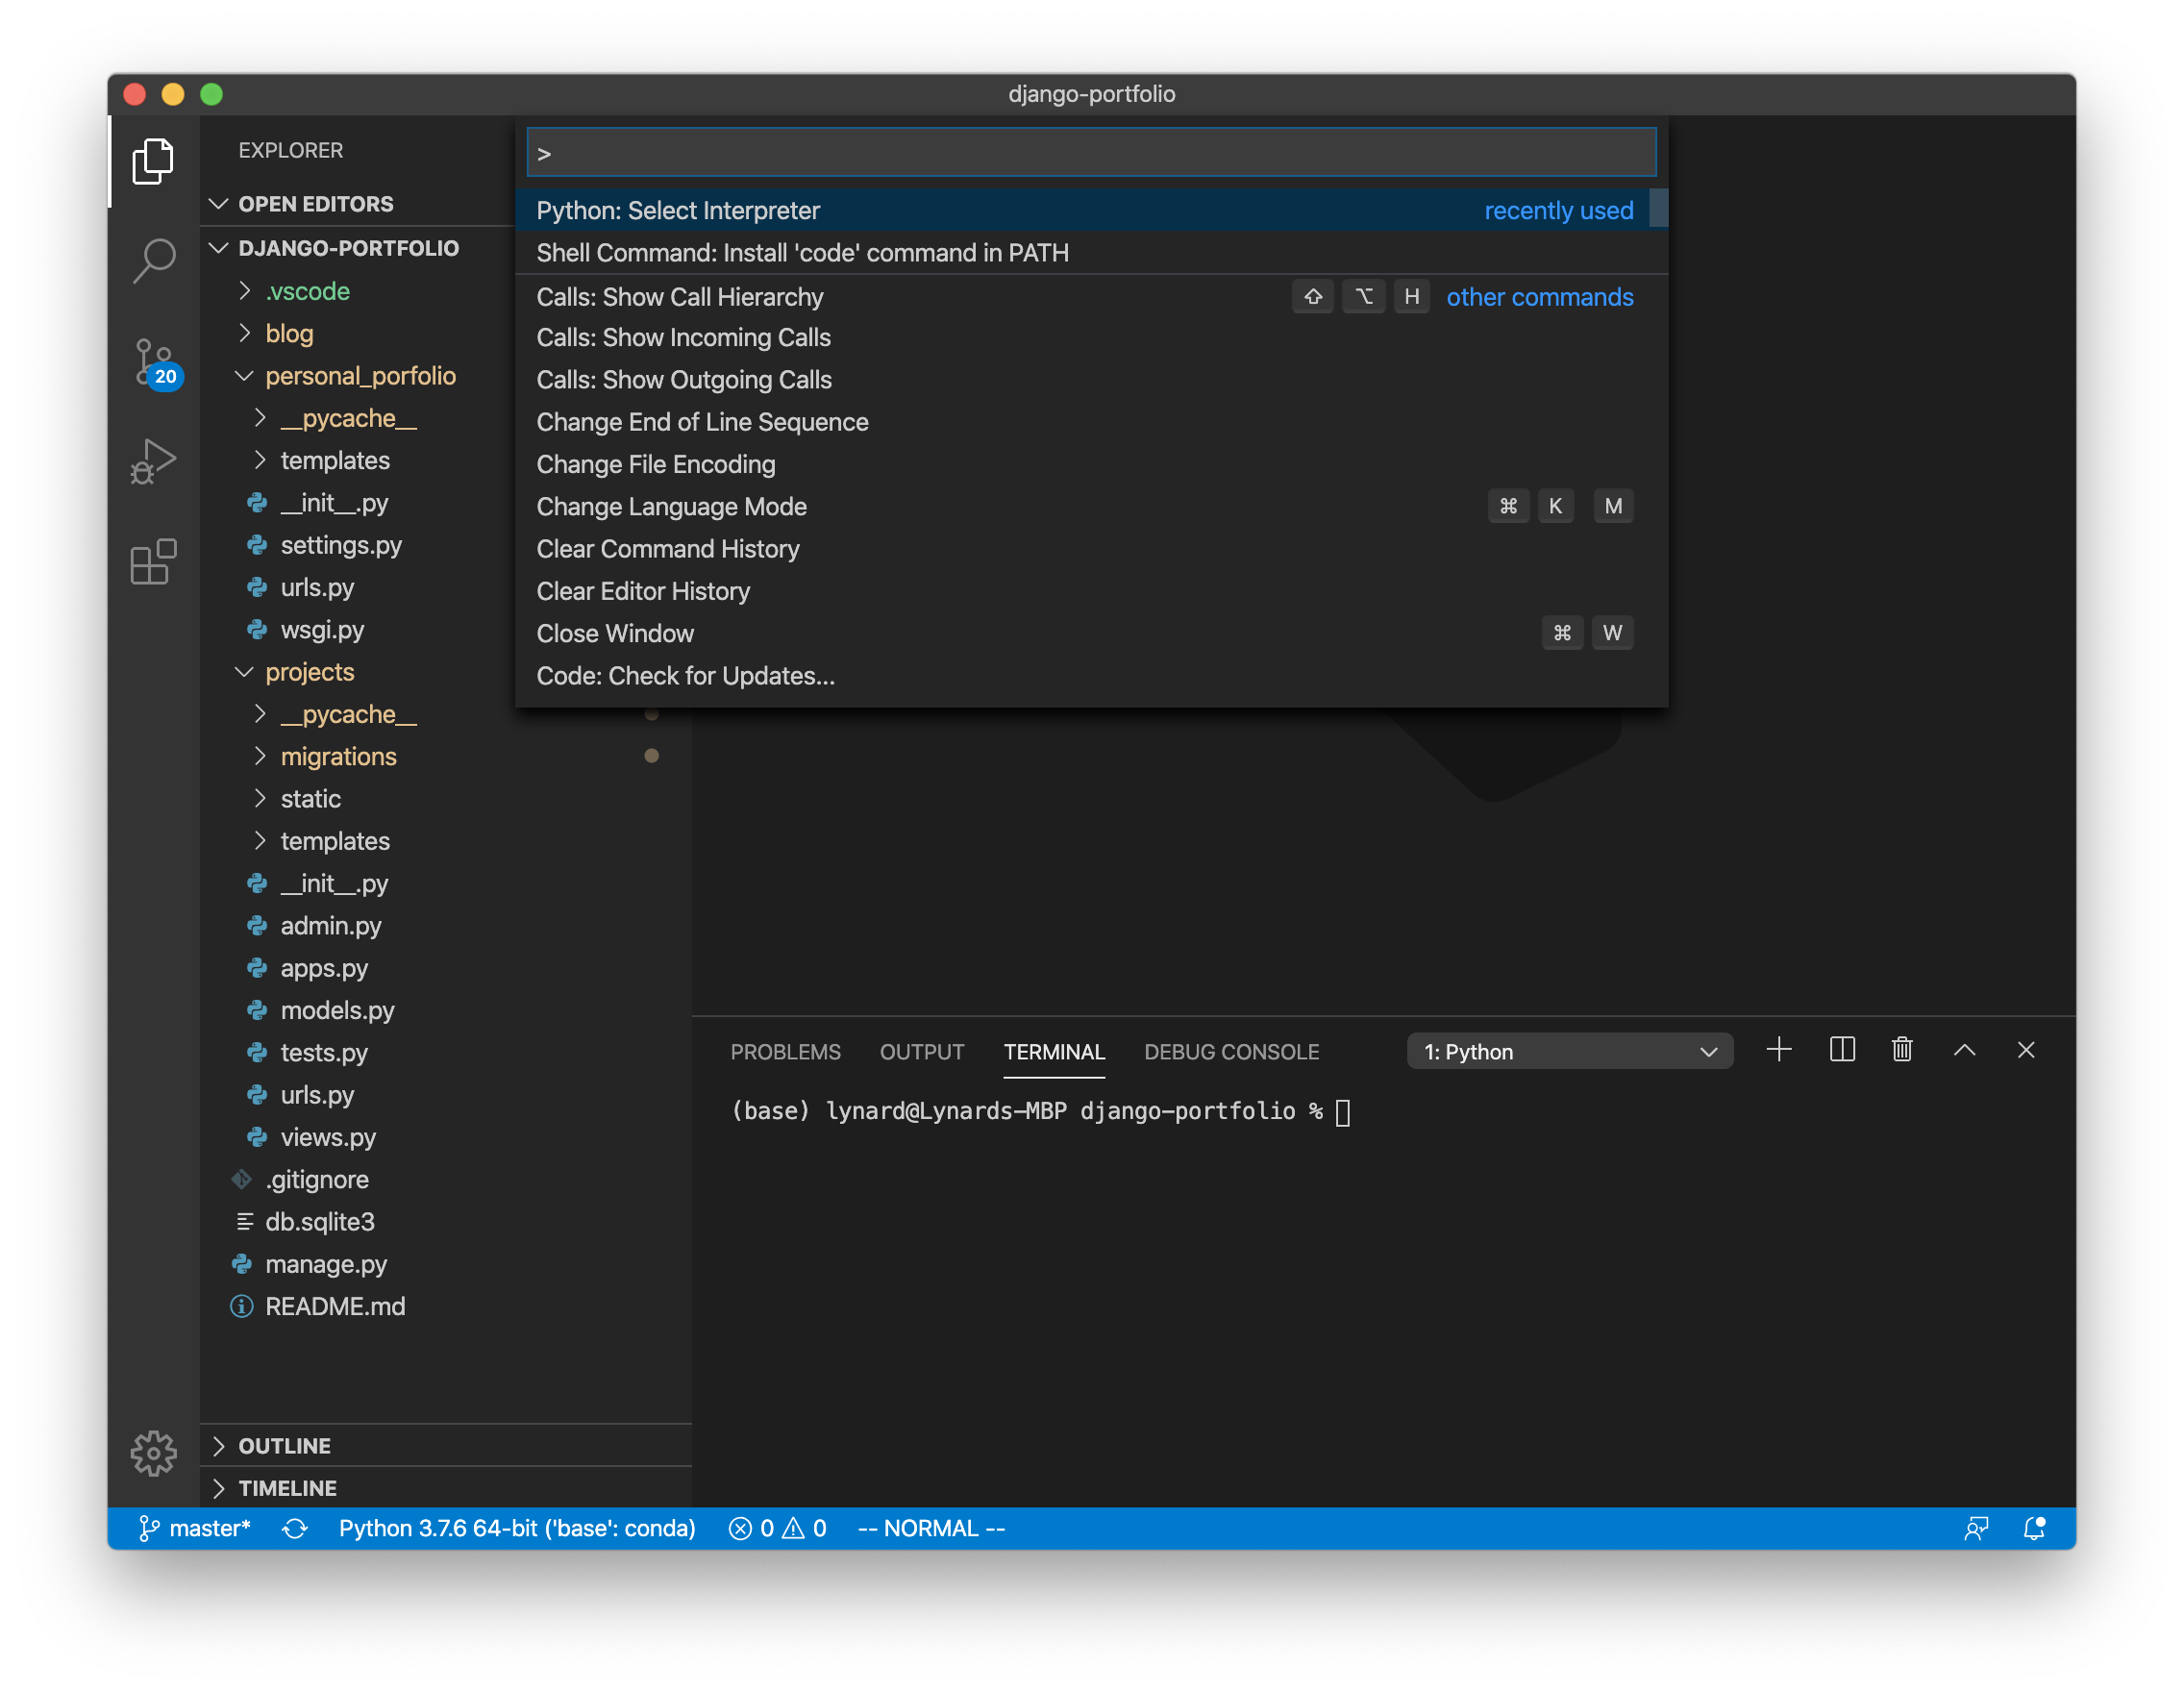 django-portfolio
EXPLORER
OPEN EDITORS
DJANGO-PORTFOLIO
.vscode
blog
personal_porfolio
__pycache__
templates
__init__.py
settings.py
urls.py
wsgi.py
projects
__pycache__
migrations
static
templates
__init__.py
admin.py
apps.py
models.py
tests.py
urls.py
views.py
.gitignore
db.sqlite3
manage.py
README.md
OUTLINE
TIMELINE
20
>
Python: Select Interpreter recently used
Shell Command: Install 'code' command in PATH
Calls: Show Call Hierarchy ⇧ ⌥ H other commands
Calls: Show Incoming Calls
Calls: Show Outgoing Calls
Change End of Line Sequence
Change File Encoding
Change Language Mode ⌘ K M
Clear Command History
Clear Editor History
Close Window ⌘ W
Code: Check for Updates...
PROBLEMS OUTPUT TERMINAL DEBUG CONSOLE 1: Python
(base) lynard@Lynards-MBP django-portfolio %
master* Python 3.7.6 64-bit ('base': conda) 0 0 -- NORMAL --